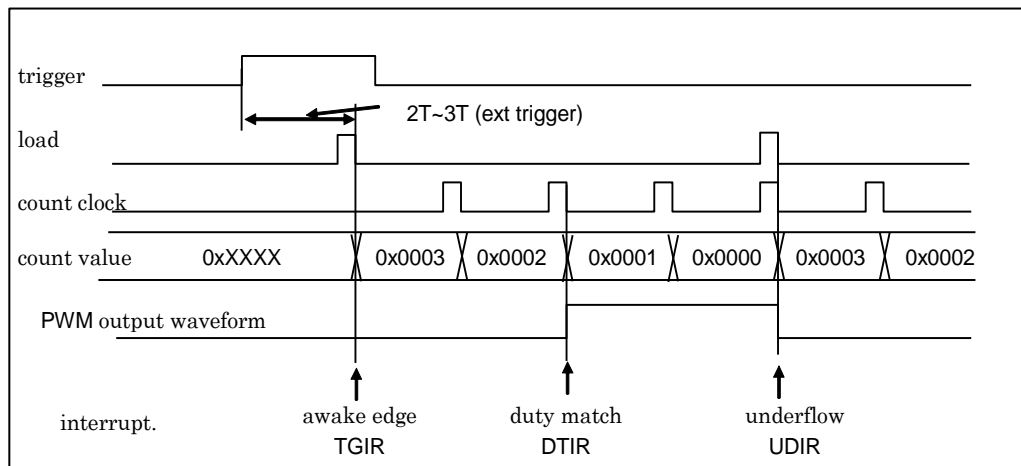 trigger
2T~3T (ext trigger)
load
count clock
count value 0xXXXX 0x0003 0x0002 0x0001 0x0000 0x0003 0x0002
PWM output waveform
interrupt. awake edge duty match underflow
TGIR DTIR UDIR